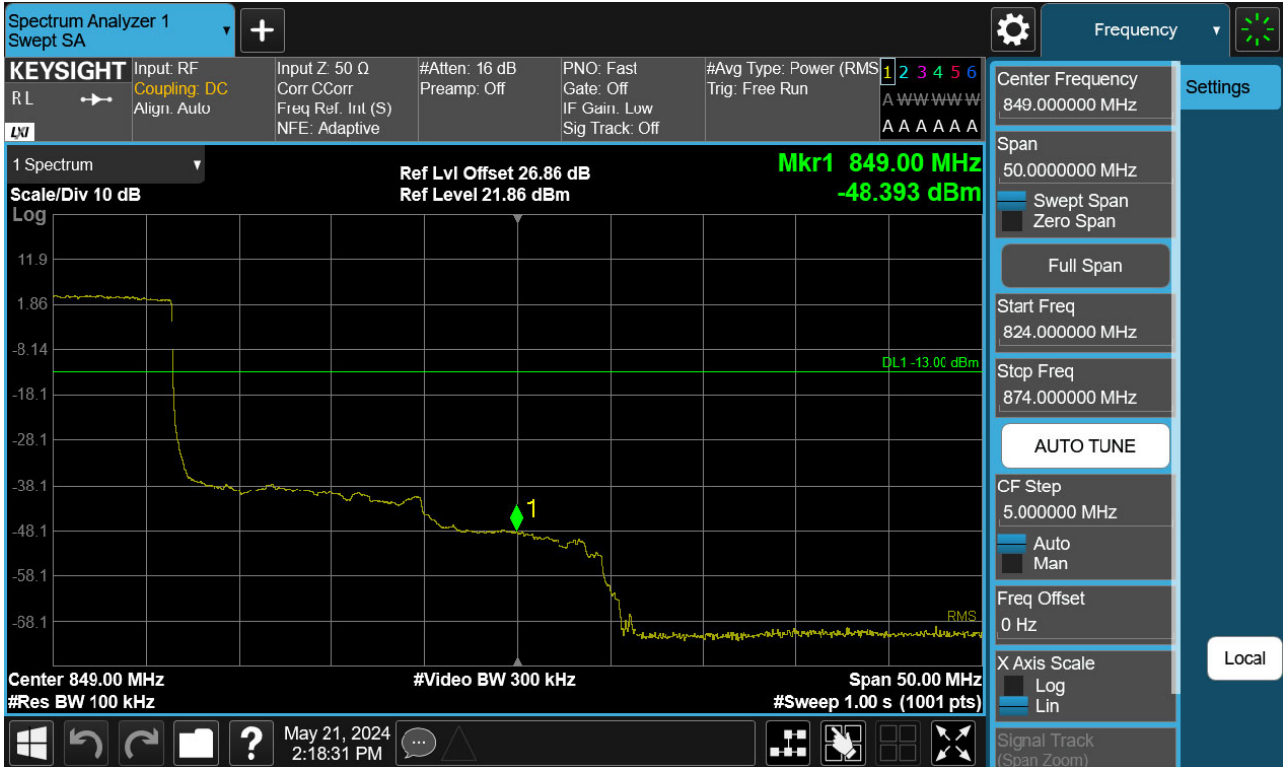 Spectrum Analyzer 1
Swept SA
Frequency
KEYSIGHT
R L
LXI
Input: RF
Coupling: DC
Align: Auto
Input Z: 50 Ω
Corr CCorr
Freq Ref: Int (S)
NFE: Adaptive
#Atten: 16 dB
Preamp: Off
PNO: Fast
Gate: Off
IF Gain: Low
Sig Track: Off
#Avg Type: Power (RMS
Trig: Free Run
1 2 3 4 5 6
A W W W W W
A A A A A A
1 Spectrum
Scale/Div 10 dB
Log
Ref Lvl Offset 26.86 dB
Ref Level 21.86 dBm
Mkr1 849.00 MHz
-48.393 dBm
11.9
1.86
-8.14
DL1 -13.00 dBm
-18.1
-28.1
-38.1
1
-48.1
-58.1
-68.1
RMS
Center 849.00 MHz
#Video BW 300 kHz
Span 50.00 MHz
#Res BW 100 kHz
#Sweep 1.00 s (1001 pts)
?
May 21, 2024
2:18:31 PM
Center Frequency
849.000000 MHz
Settings
Span
50.0000000 MHz
Swept Span
Zero Span
Full Span
Start Freq
824.000000 MHz
Stop Freq
874.000000 MHz
AUTO TUNE
CF Step
5.000000 MHz
Auto
Man
Freq Offset
0 Hz
X Axis Scale
Log
Lin
Local
Signal Track
(Span Zoom)